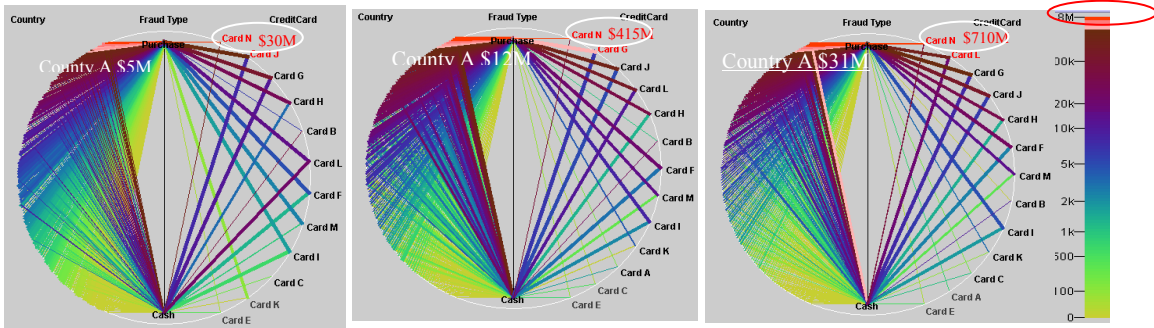 Country Fraud Type CreditCard
Card N $30M
Purchase
Card J
County A $5M
Card G
Card H
Card B
Card L
Card F
Card M
Card I
Card C
Card K
Cash
Card E
Country Fraud Type CreditCard
Card N $415M
Purchase
Card G
County A $12M
Card J
Card L
Card H
Card B
Card F
Card M
Card I
Card K
Card A
Card C
Cash
Card E
Country Fraud Type CreditCard
Card N $710M
Purchase
Card L
Country A $31M
Card G
Card J
Card H
Card F
Card M
Card B
Card I
Card K
Card A
Card C
Cash
Card E
8M
30K
20k
10k
5k
2k
1k
500
100
0